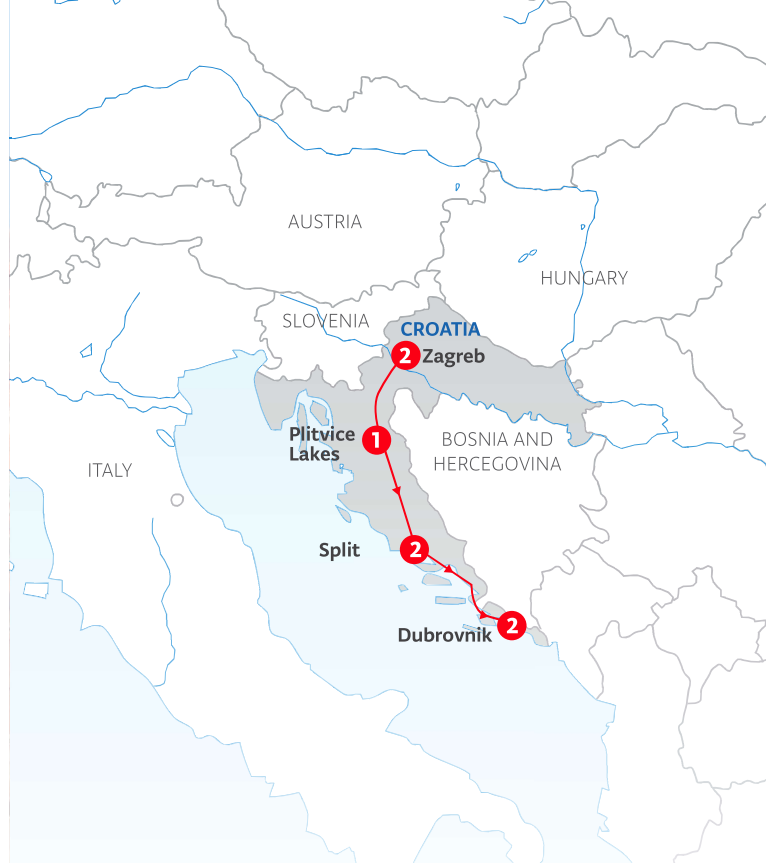 AUSTRIA
HUNGARY
SLOVENIA
CROATIA
2
Zagreb
Plitvice
Lakes
1
BOSNIA AND
HERCEGOVINA
ITALY
Split
2
Dubrovnik
2